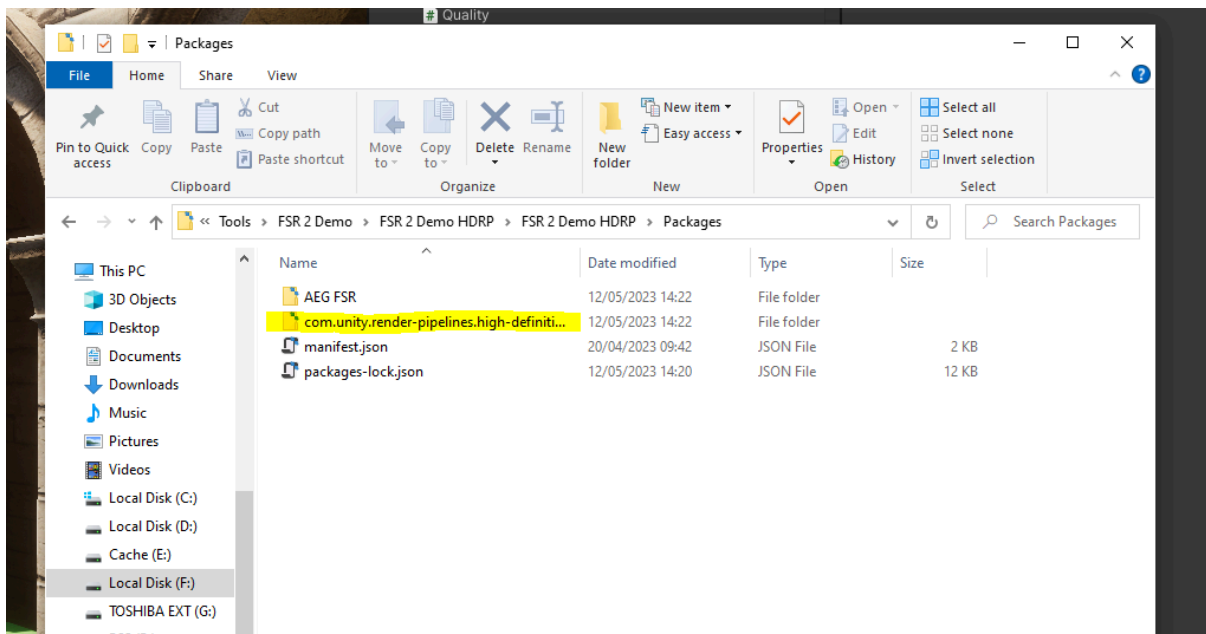 # Quality
Packages
File Home Share View
Pin to Quick access
Copy
Paste
Cut
Copy path
Paste shortcut
Move to
Copy to
Delete
Rename
New folder
New item
Easy access
Properties
Open
Edit
History
Select all
Select none
Invert selection
Clipboard Organize New Open Select
« Tools > FSR 2 Demo > FSR 2 Demo HDRP > FSR 2 Demo HDRP > Packages
Search Packages
Name Date modified Type Size
AEG FSR 12/05/2023 14:22 File folder
com.unity.render-pipelines.high-definiti... 12/05/2023 14:22 File folder
manifest.json 20/04/2023 09:42 JSON File 2 KB
packages-lock.json 12/05/2023 14:20 JSON File 12 KB
This PC
3D Objects
Desktop
Documents
Downloads
Music
Pictures
Videos
Local Disk (C:)
Local Disk (D:)
Cache (E:)
Local Disk (F:)
TOSHIBA EXT (G:)